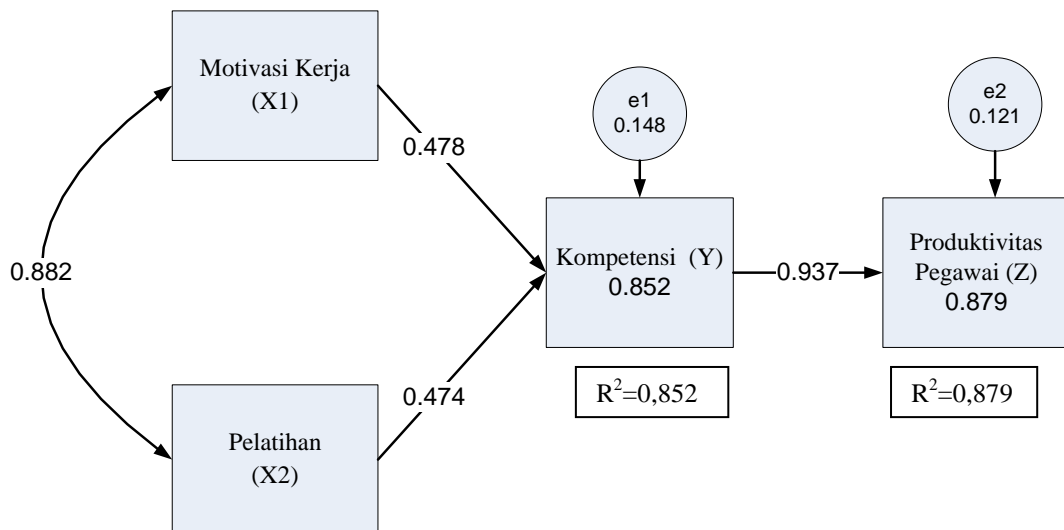 Motivasi Kerja
(X1)
e1
0.148
e2
0.121
0.478
0.882
Kompetensi (Y)
0.852
0.937
Produktivitas
Pegawai (Z)
0.879
0.474
R²=0,852
R²=0,879
Pelatihan
(X2)